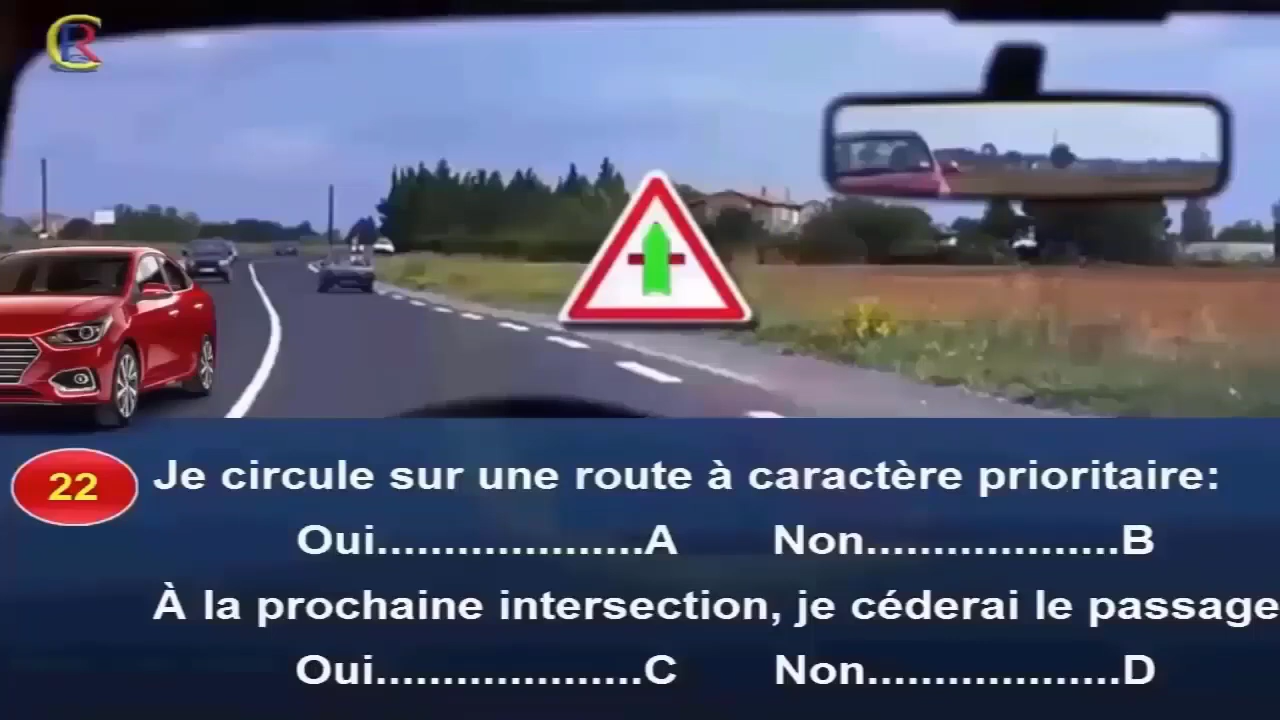 CR
22
Je circule sur une route à caractère prioritaire:
Oui....................A Non...................B
À la prochaine intersection, je céderai le passage
Oui....................C Non...................D